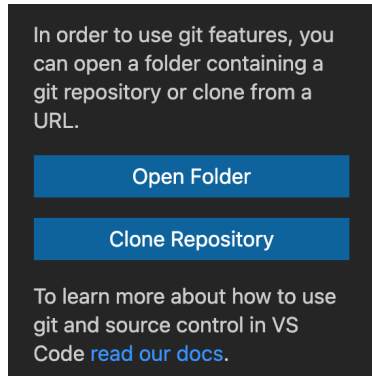 In order to use git features, you
can open a folder containing a
git repository or clone from a
URL.
Open Folder
Clone Repository
To learn more about how to use
git and source control in VS
Code read our docs.